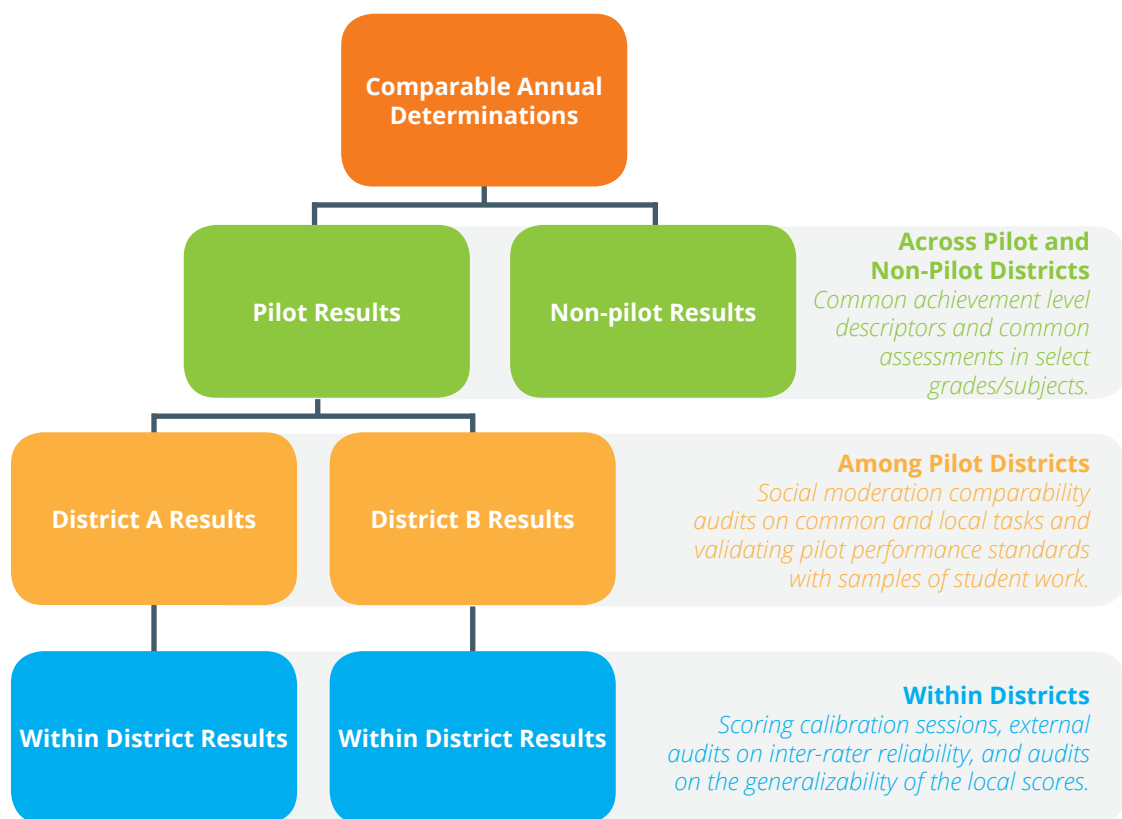 Comparable Annual
Determinations
Pilot Results
Non-pilot Results
Across Pilot and
Non-Pilot Districts
Common achievement level
descriptors and common
assessments in select
grades/subjects.
District A Results
District B Results
Among Pilot Districts
Social moderation comparability
audits on common and local tasks and
validating pilot performance standards
with samples of student work.
Within District Results
Within District Results
Within Districts
Scoring calibration sessions, external
audits on inter-rater reliability, and audits
on the generalizability of the local scores.